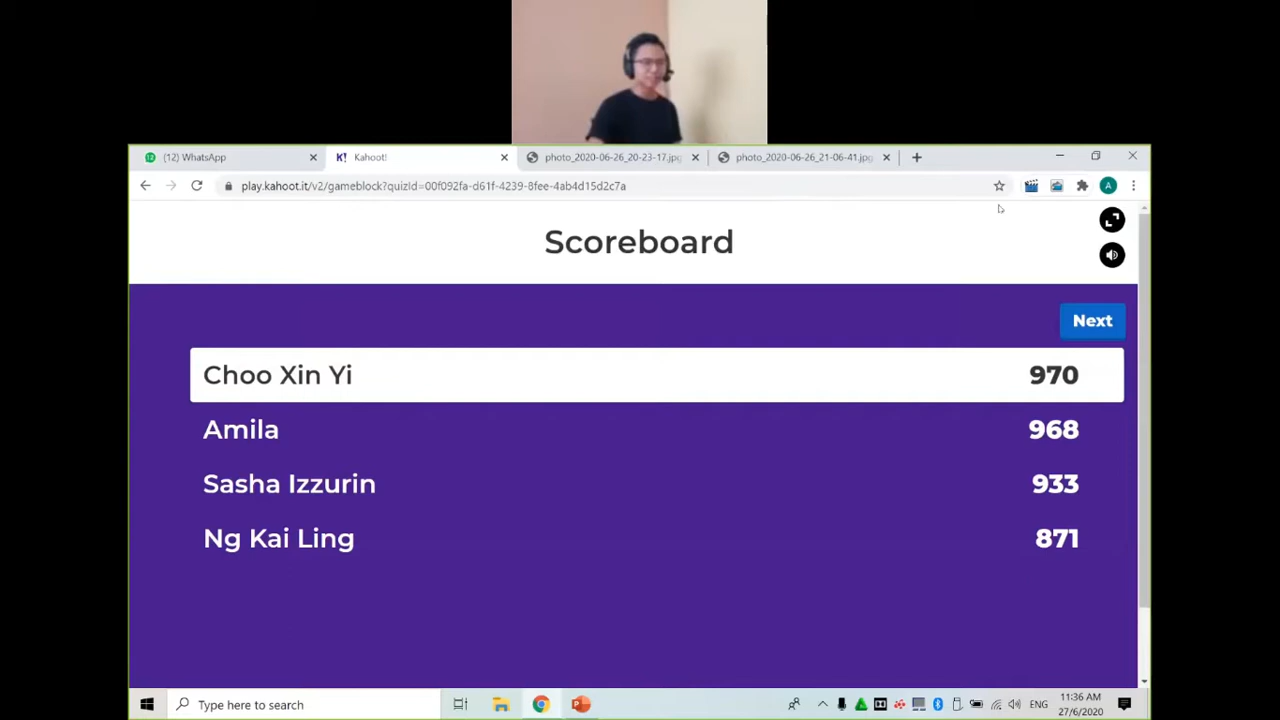 (12) WhatsApp
K! Kahoot!
photo_2020-06-26_20-23-17.jpg
photo_2020-06-26_21-06-41.jpg
play.kahoot.it/v2/gameblock?quizId=00f092fa-d61f-4239-8fee-4ab4d15d2c7a
A
Scoreboard
Next
Choo Xin Yi 970
Amila 968
Sasha Izzurin 933
Ng Kai Ling 871
Type here to search
ENG
11:36 AM
27/6/2020